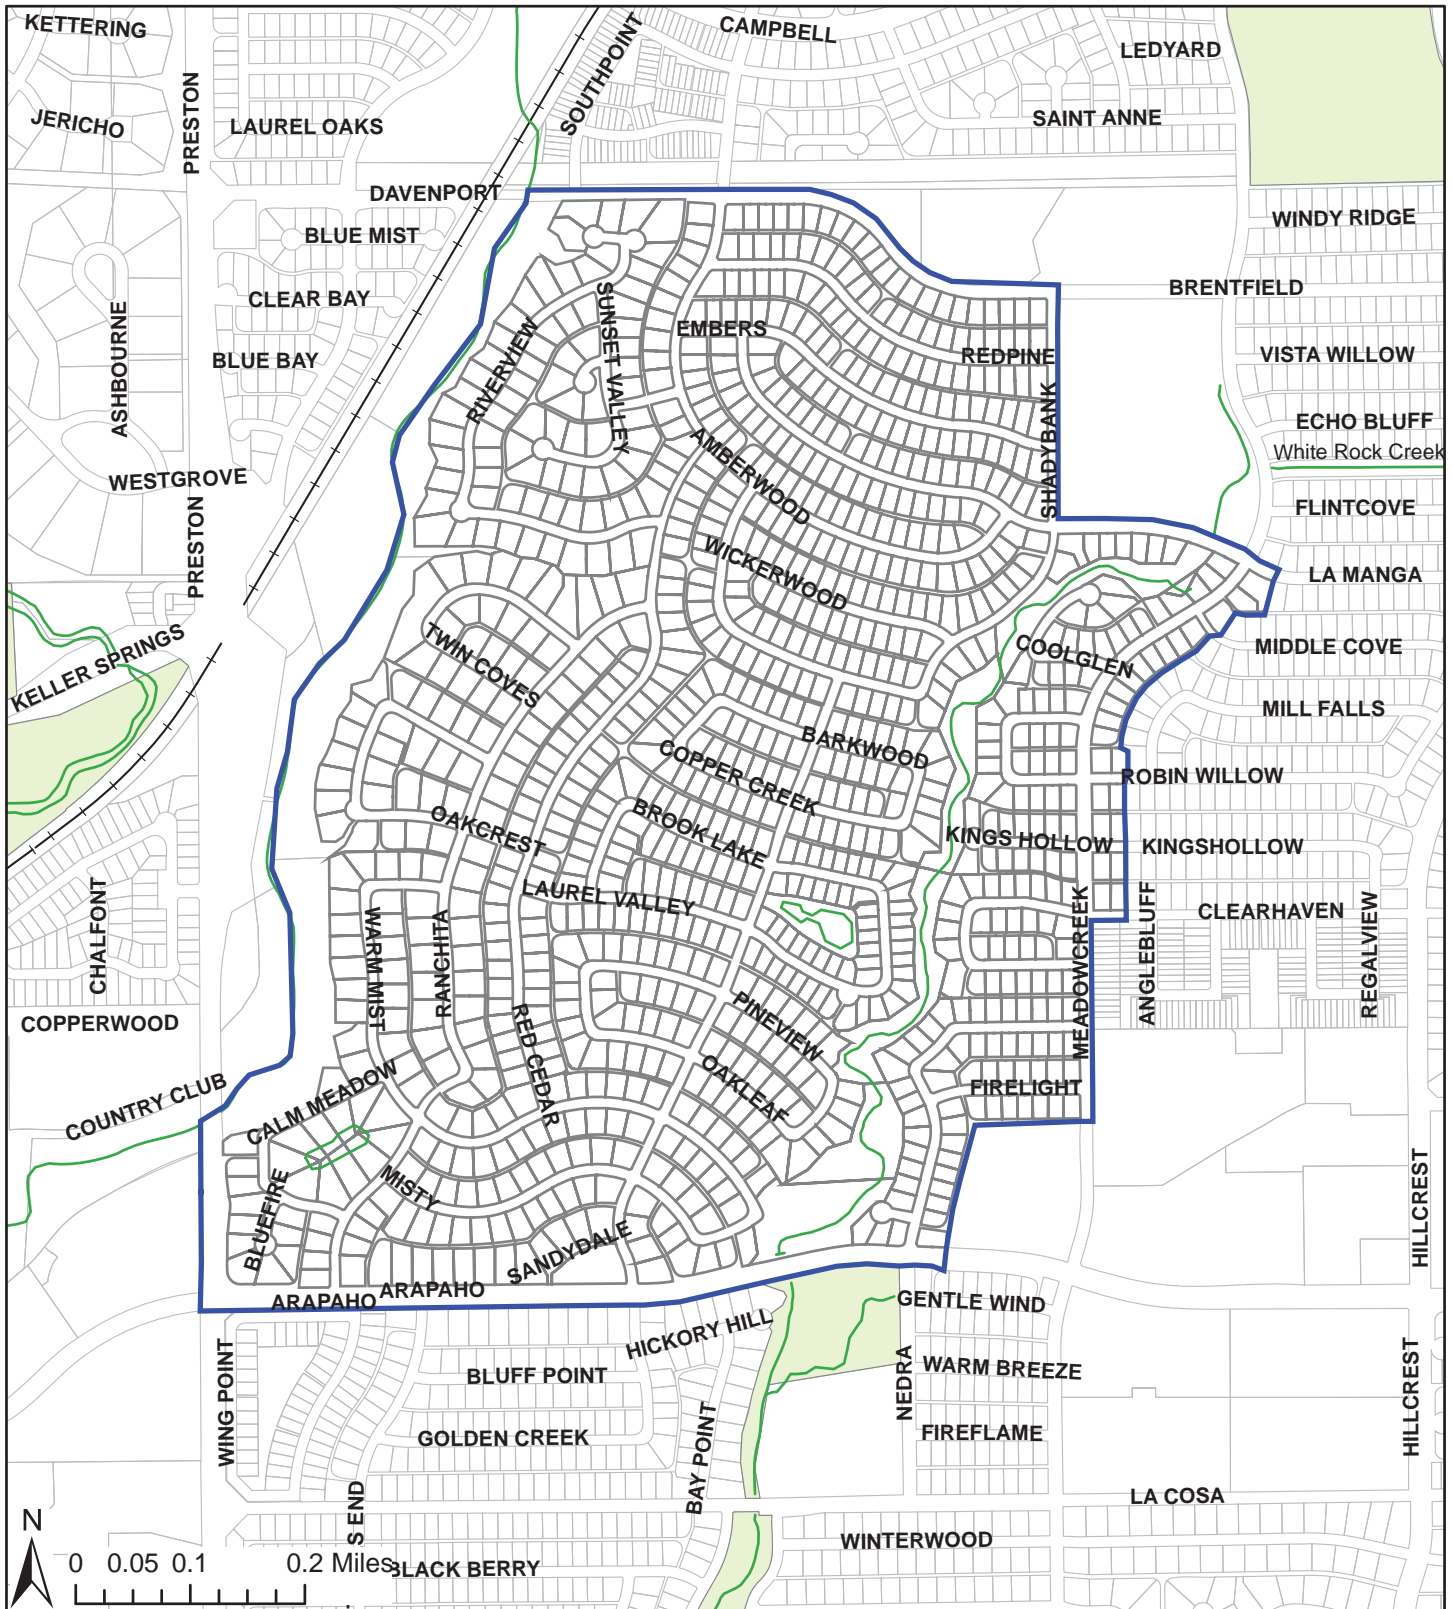 KETTERING
CAMPBELL
SOUTHPOINT
LEDYARD
JERICHO
PRESTON
LAUREL OAKS
SAINT ANNE
DAVENPORT
WINDY RIDGE
BLUE MIST
BRENTFIELD
CLEAR BAY
SUNSET VALLEY
EMBERS
ASHBOURNE
RIVERVIEW
REDPINE
VISTA WILLOW
BLUE BAY
SHADYBANK
ECHO BLUFF
White Rock Creek
AMBERWOOD
WESTGROVE
FLINTCOVE
PRESTON
WICKERWOOD
LA MANGA
KELLER SPRINGS
TWIN COVES
COOLGLEN
MIDDLE COVE
MILL FALLS
BARKWOOD
COPPER CREEK
ROBIN WILLOW
OAKCREST
BROOK LAKE
KINGS HOLLOW
KINGSHOLLOW
LAUREL VALLEY
CHALFONT
WARM MIST
RANCHITA
MEADOWCREEK
ANGLEBLUFF
CLEARHAVEN
REGALVIEW
COPPERWOOD
RED CEDAR
PINEVIEW
OAKLEAF
FIRELIGHT
COUNTRY CLUB
CALM MEADOW
MISTY
BLUEFIRE
SANDYDALE
HILLCREST
ARAPAHO
ARAPAHO
GENTLE WIND
HICKORY HILL
WING POINT
BLUFF POINT
NEDRA
WARM BREEZE
HILLCREST
GOLDEN CREEK
BAY POINT
FIREFLAME
S END
LA COSA
N
WINTERWOOD
0 0.05 0.1 0.2 Miles
BLACK BERRY